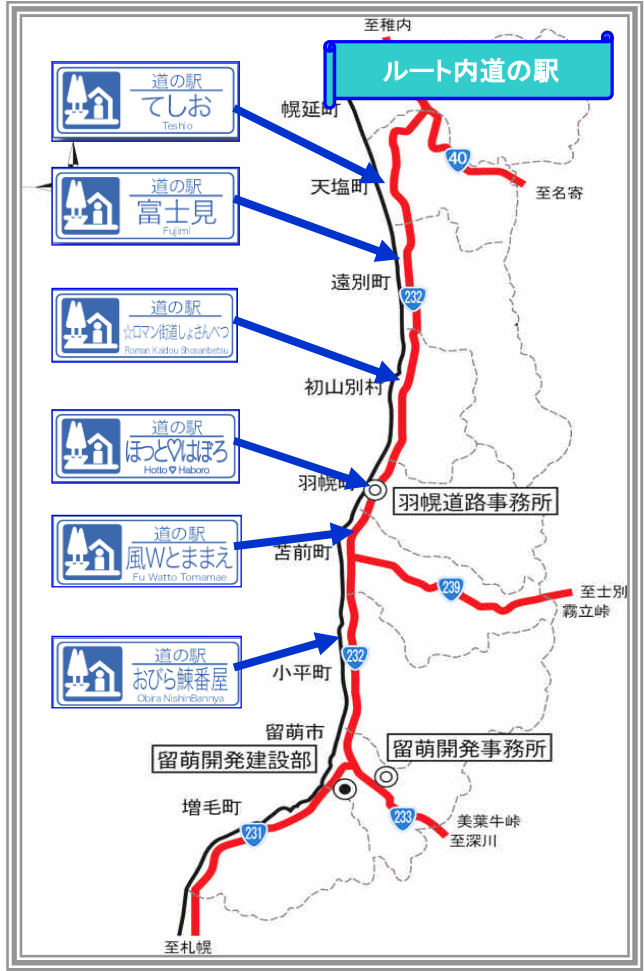 至稚内
ルート内道の駅
道の駅
てしお
Teshio
幌延町
40
至名寄
道の駅
富士見
Fujimi
天塩町
遠別町
232
道の駅
☆ロマン街道しょさんべつ
Roman Kaidou Shosanbetsu
初山別村
道の駅
ほっと♡はぼろ
Hotto ♥ Haboro
羽幌町
羽幌道路事務所
道の駅
風Wとままえ
Fu Watto Tomamae
苫前町
239
至士別
霧立峠
道の駅
おびら鰊番屋
Obira NishinBannya
232
小平町
留萌市
留萌開発建設部
留萌開発事務所
増毛町
231
233
美葉牛峠
至深川
至札幌